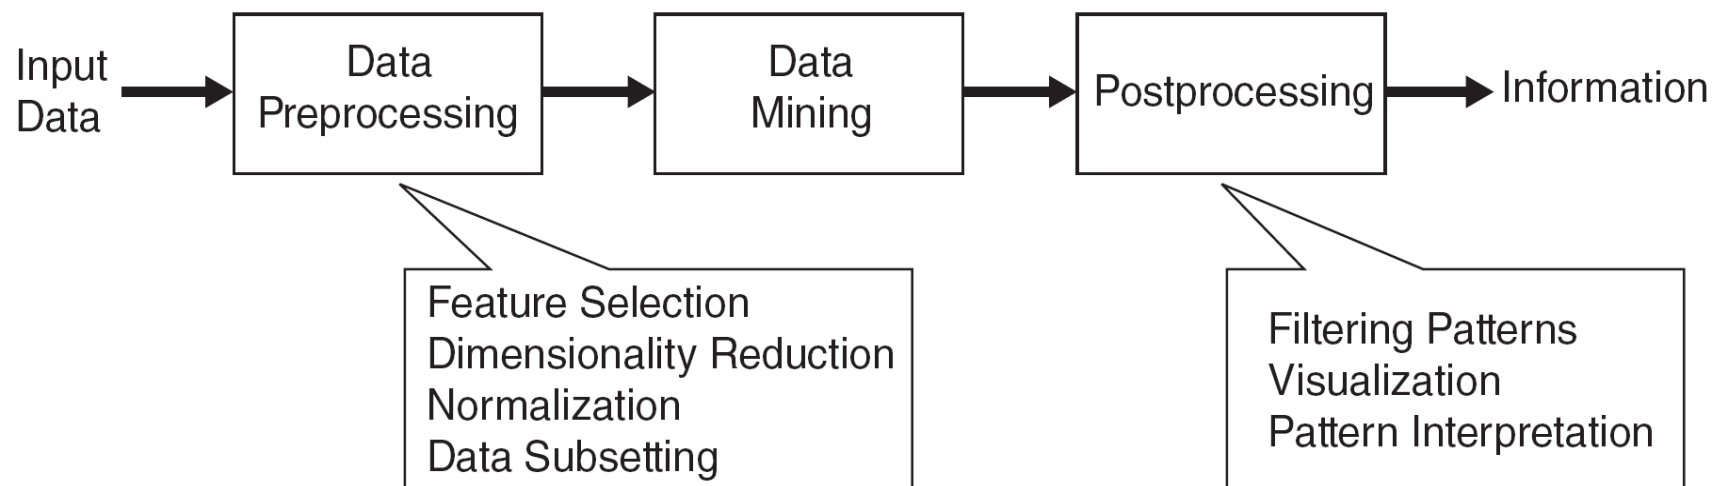 Input
Data
Data
Preprocessing
Data
Mining
Postprocessing
Information
Feature Selection
Dimensionality Reduction
Normalization
Data Subsetting
Filtering Patterns
Visualization
Pattern Interpretation